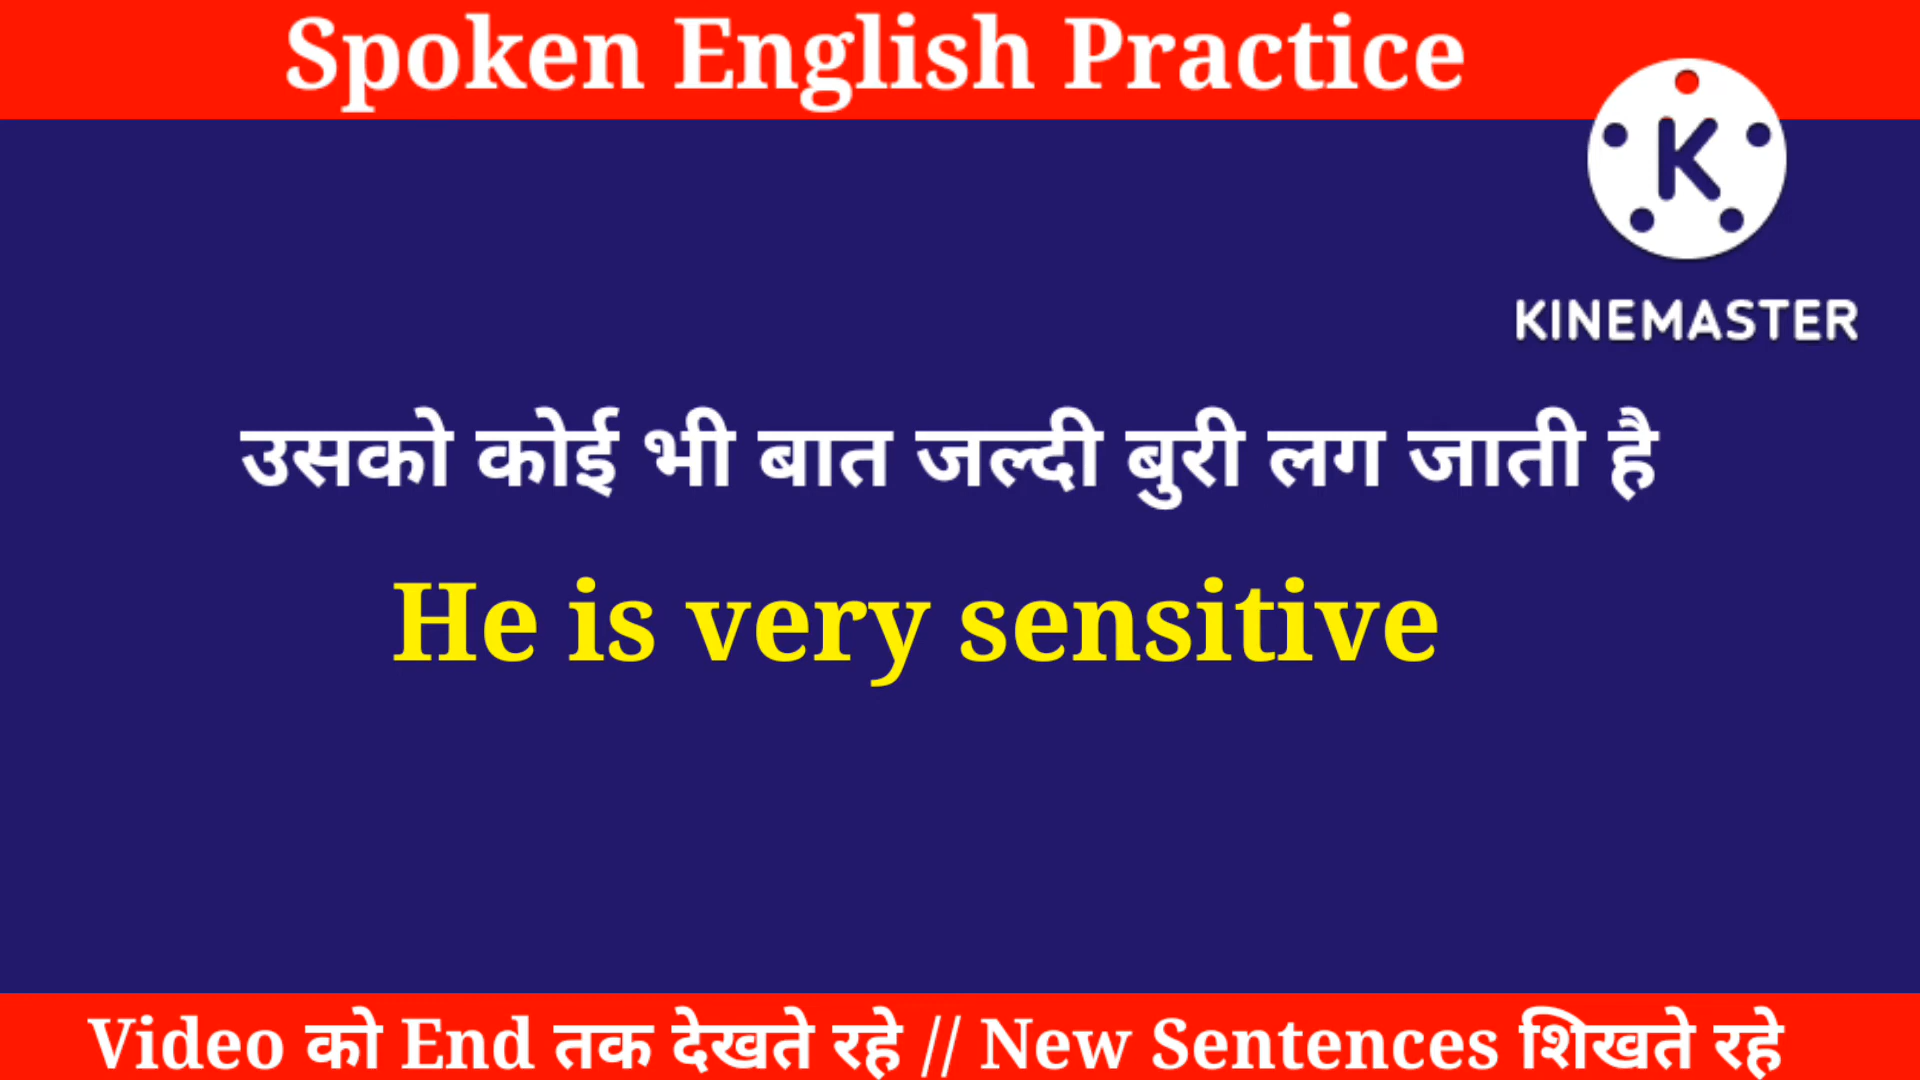 Spoken English Practice
K
KINEMASTER
उसको कोई भी बात जल्दी बुरी लग जाती है
He is very sensitive
Video को End तक देखते रहे // New Sentences शिखते रहे